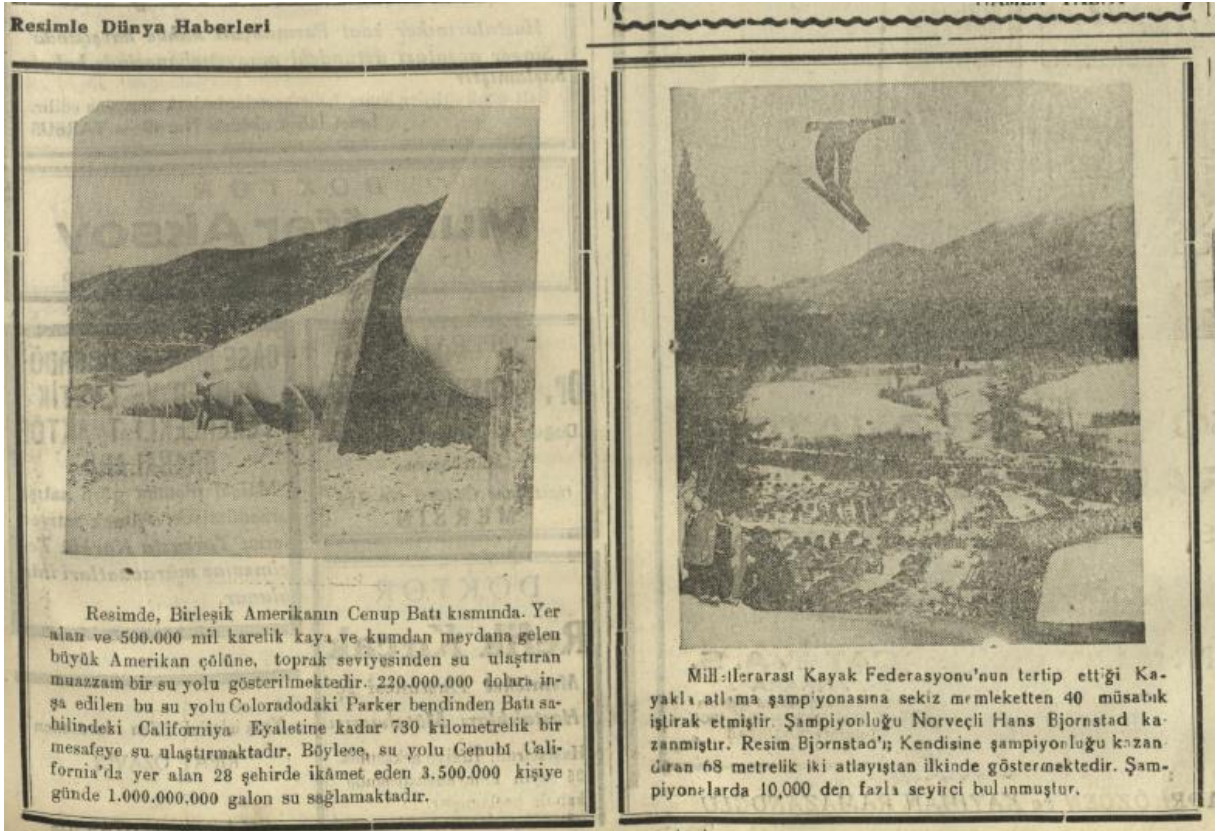 Resimle Dünya Haberleri
Resimde, Birleşik Amerikanın Cenup Batı kısmında. Yer
alan ve 500.000 mil karelik kaya ve kumdan meydana gelen
büyük Amerikan çölüne, toprak seviyesinden su ulaştıran
muazzam bir su yolu gösterilmektedir. 220.000.000 dolara in-
şa edilen bu su yolu Coloradodaki Parker bendinden Batı sa-
hilindeki Californiya Eyaletine kadar 730 kilometrelik bir
mesafeye su ulaştırmaktadır. Böylece, su yolu Cenubî Cali-
fornia'da yer alan 28 şehirde ikâmet eden 3.500.000 kişiye
günde 1.000.000.000 galon su sağlamaktadır.
Milletlerarası Kayak Federasyonu'nun tertip ettiği Ka-
yakla atlama şampiyonasına sekiz memleketten 40 müsabık
iştirak etmiştir. Şampiyonluğu Norveçli Hans Bjornstad ka-
zanmıştır. Resim Bjornstad'ı; Kendisine şampiyonluğu kazan
dıran 68 metrelik iki atlayıştan ilkinde göstermektedir. Şam-
piyonalarda 10,000 den fazla seyirci bulunmuştur.